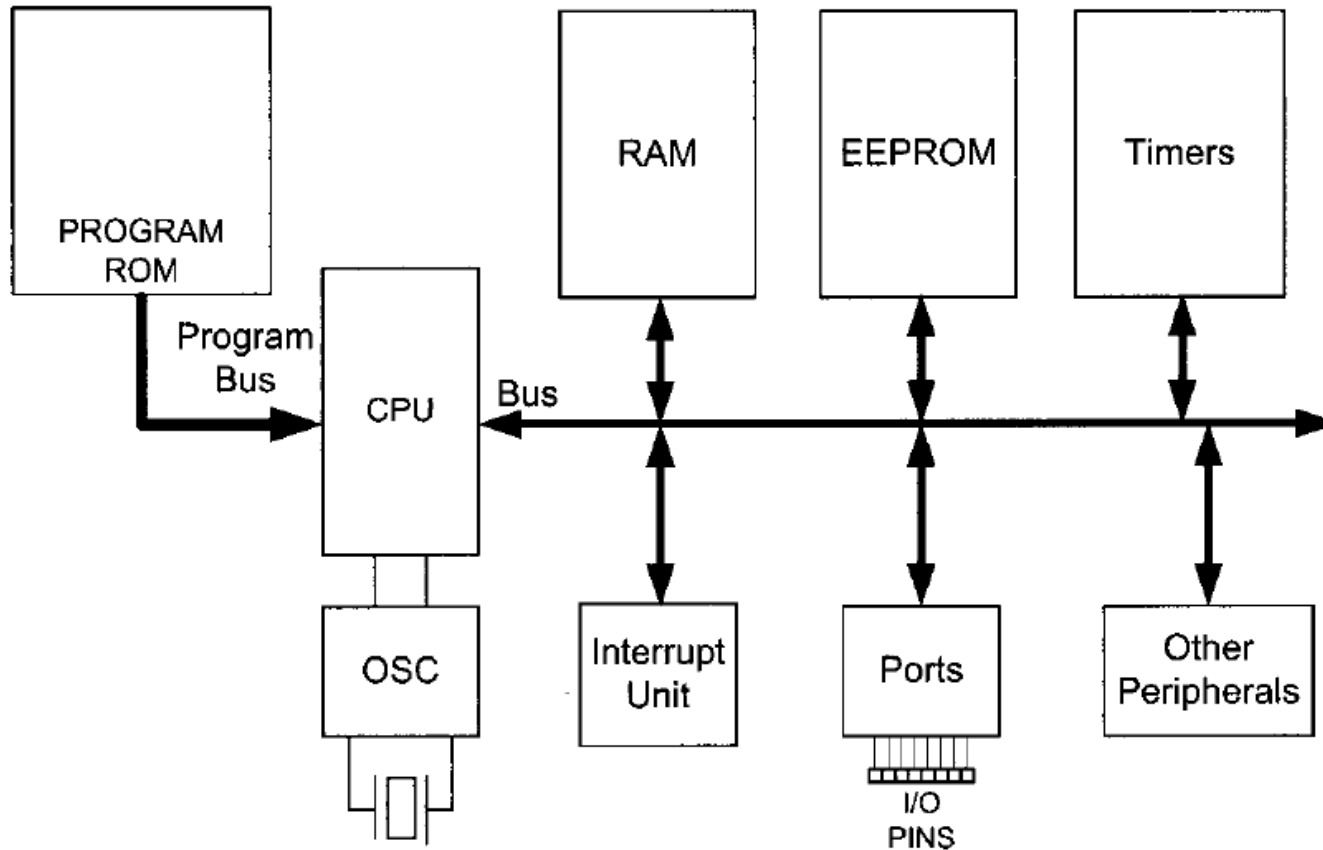 PROGRAM
ROM
Program
Bus
CPU
OSC
Bus
RAM
EEPROM
Timers
Interrupt
Unit
Ports
I/O
PINS
Other
Peripherals